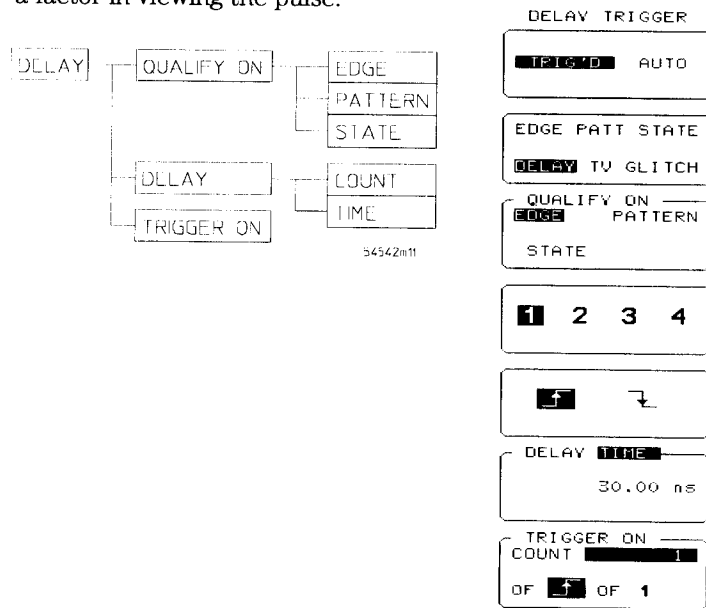 a factor in viewing the pulse.
DELAY
QUALIFY ON
EDGE
PATTERN
STATE
DELAY
COUNT
TIME
TRIGGER ON
54542m11
DELAY TRIGGER
TRIG'D AUTO
EDGE PATT STATE
DELAY TV GLITCH
QUALIFY ON
EDGE PATTERN
STATE
1 2 3 4
DELAY TIME
30.00 ns
TRIGGER ON
COUNT 1
OF OF 1